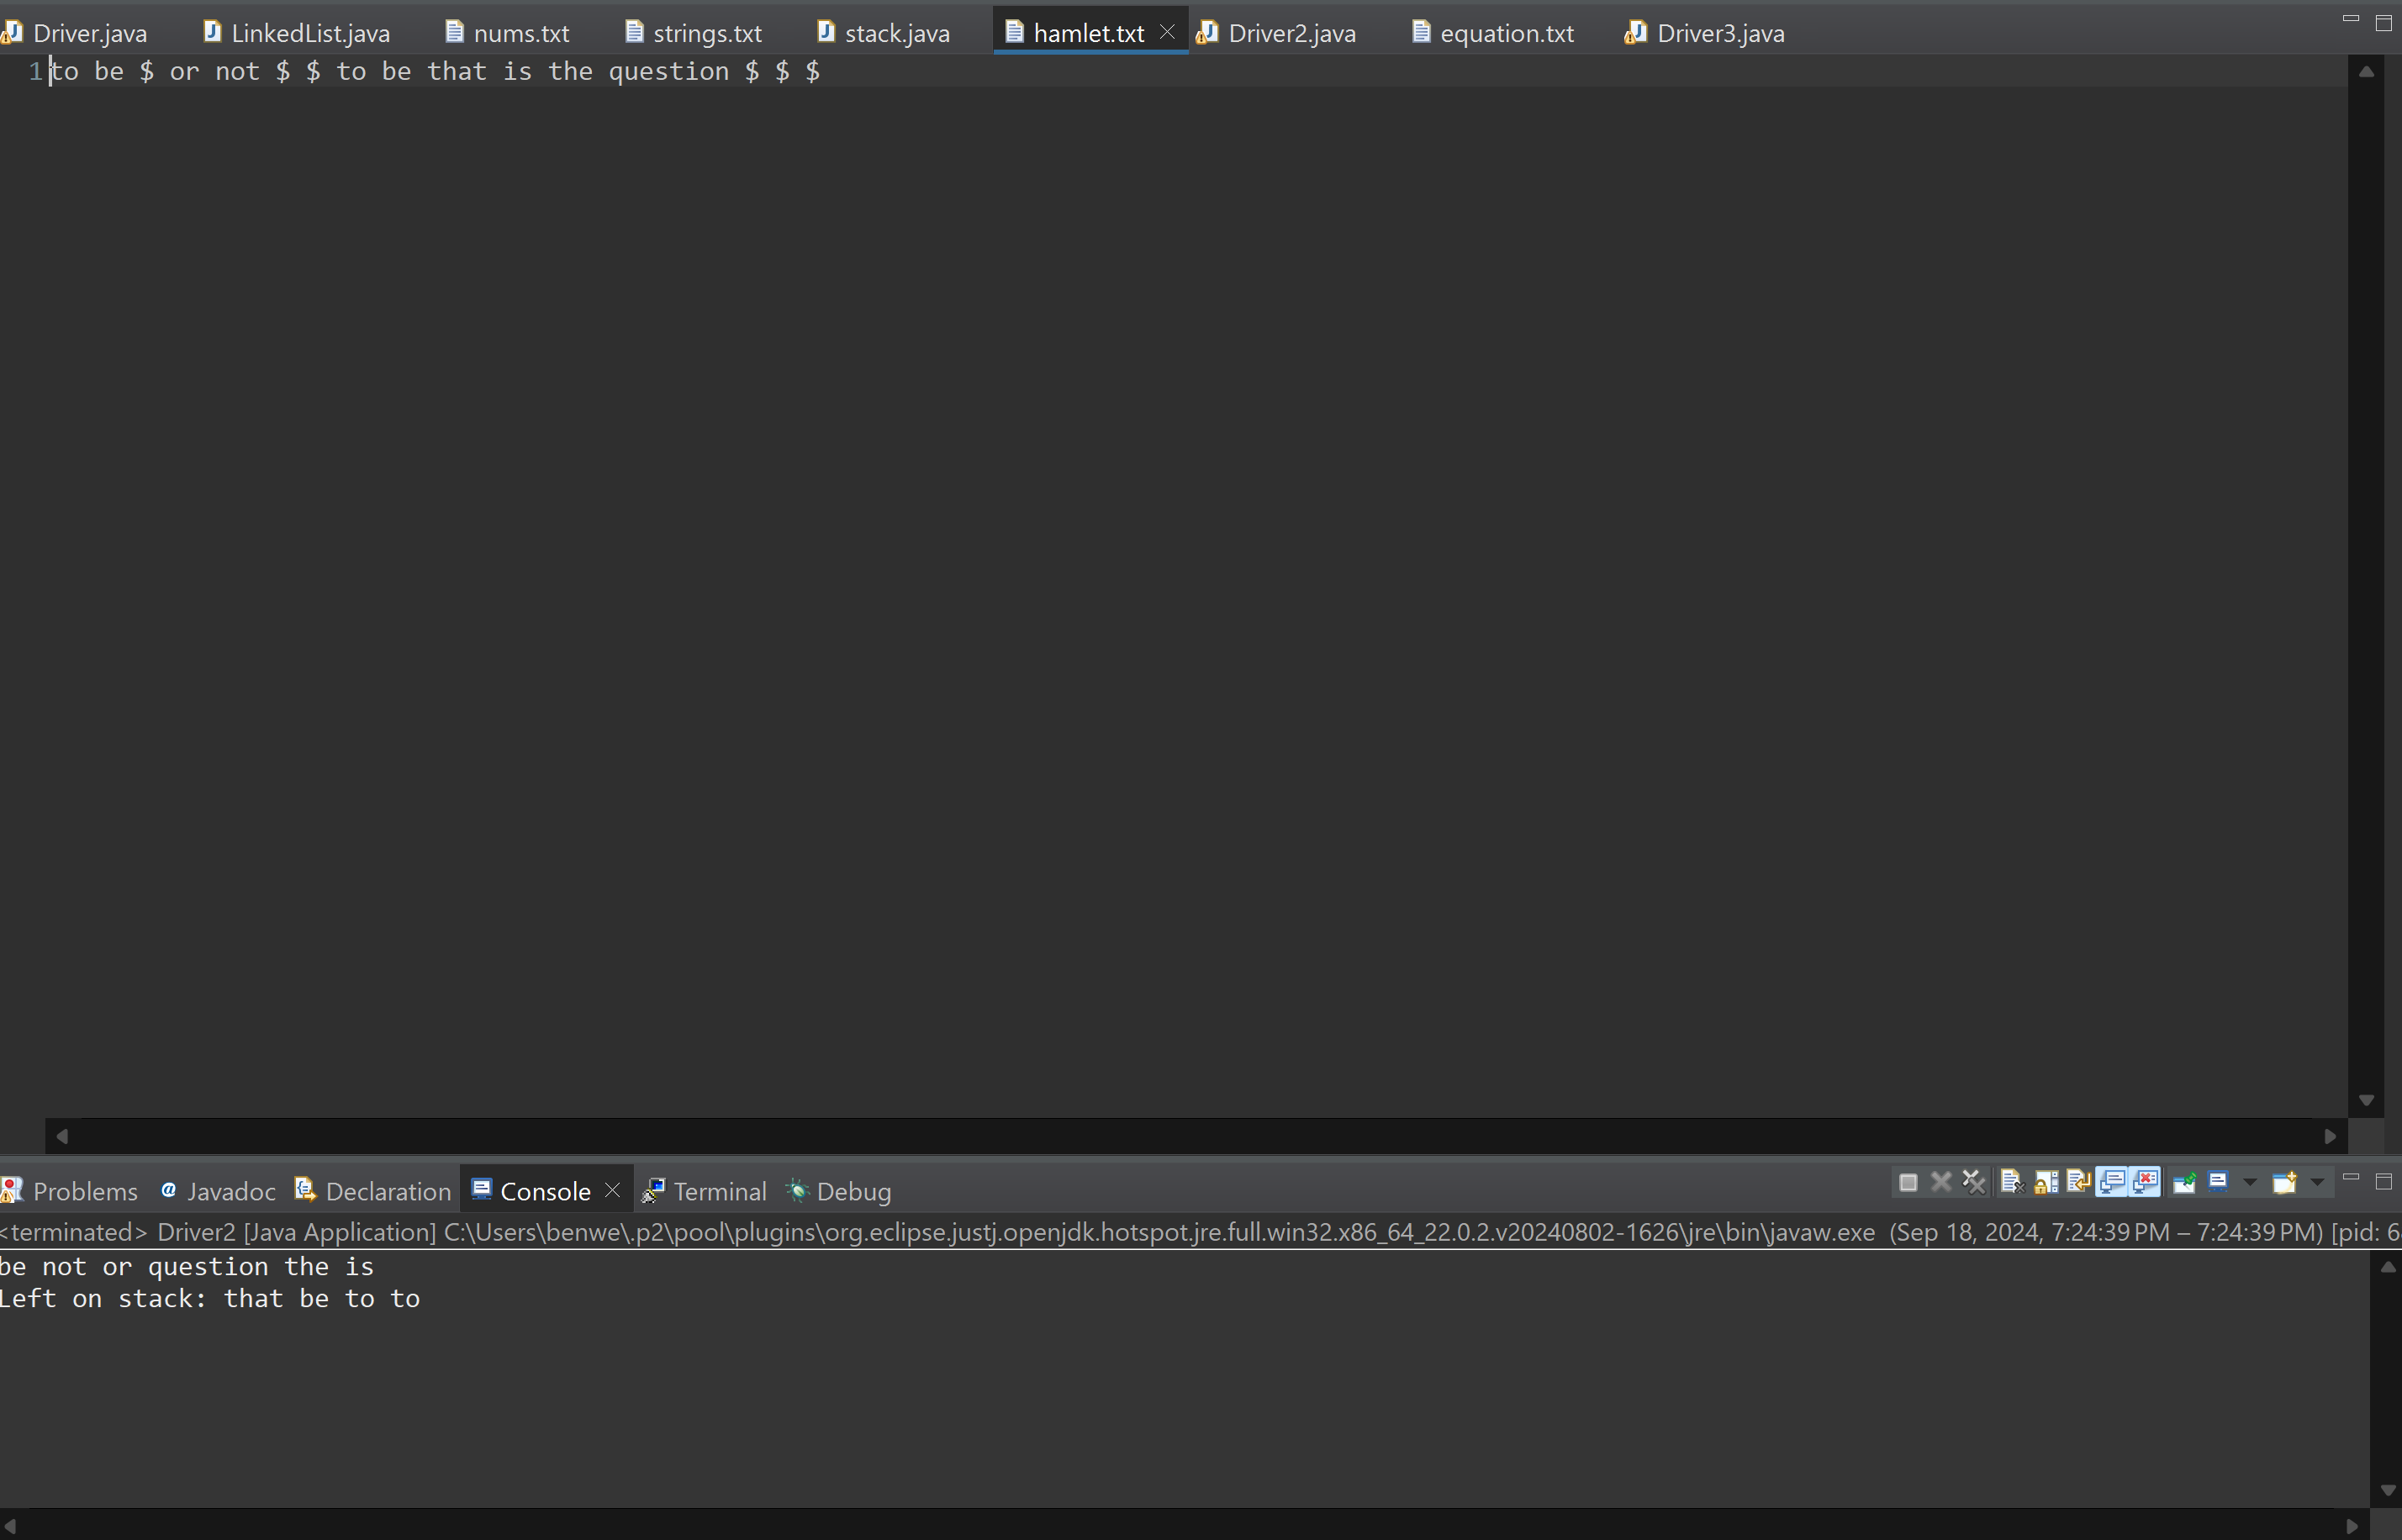 Driver.java LinkedList.java nums.txt strings.txt stack.java hamlet.txt Driver2.java equation.txt Driver3.java
1 to be $ or not $ $ to be that is the question $ $ $
Problems @ Javadoc Declaration Console Terminal Debug
<terminated> Driver2 [Java Application] C:\Users\benwe\.p2\pool\plugins\org.eclipse.justj.openjdk.hotspot.jre.full.win32.x86_64_22.0.2.v20240802-1626\jre\bin\javaw.exe (Sep 18, 2024, 7:24:39 PM – 7:24:39 PM) [pid: 6
be not or question the is
Left on stack: that be to to